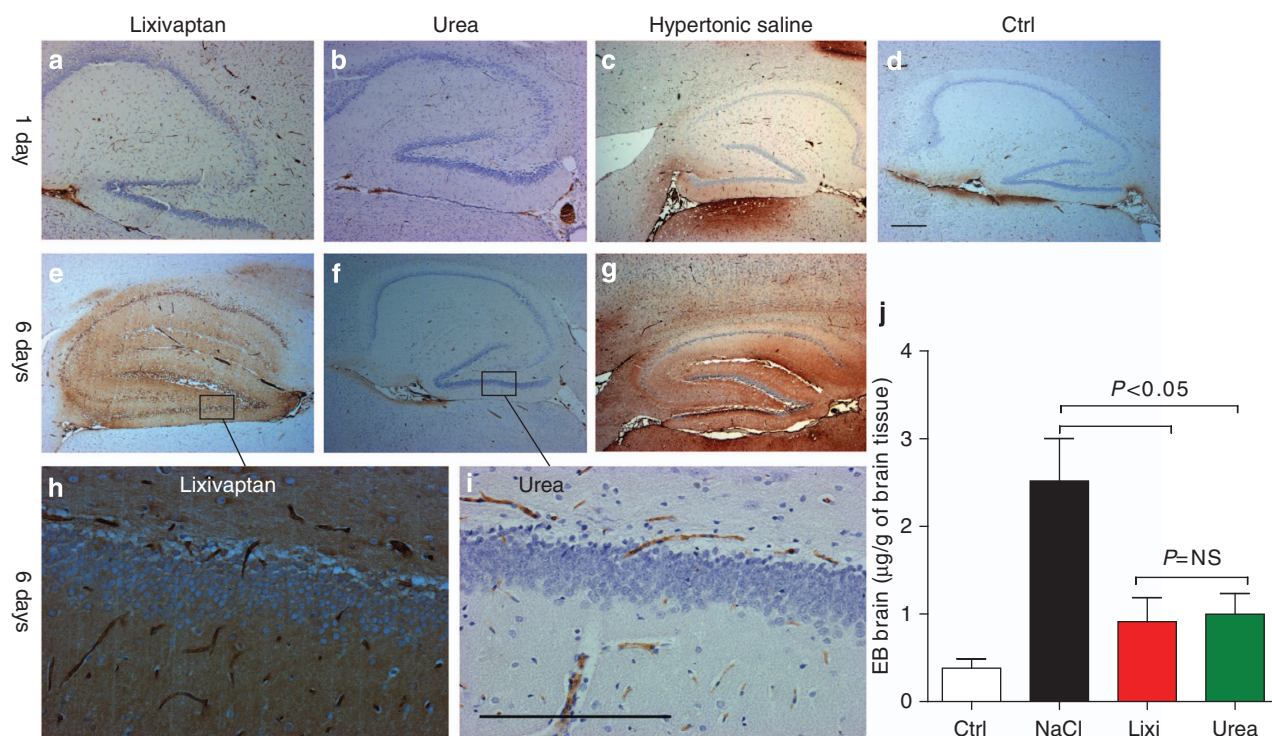 Lixivaptan Urea Hypertonic saline Ctrl
a b c d
1 day
e f g
6 days
h Lixivaptan
i Urea
6 days
j
EB brain (µg/g of brain tissue)
4
3
2
1
0
P<0.05
P=NS
Ctrl NaCl Lixi Urea